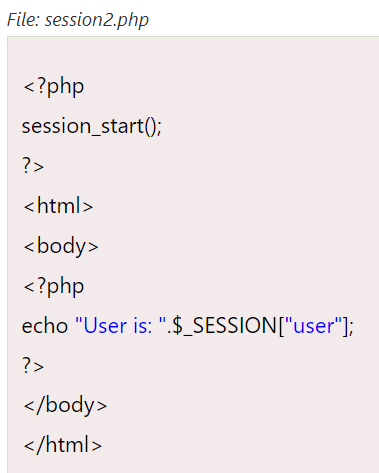 File: session2.php
<?php
session_start();
?>
<html>
<body>
<?php
echo "User is: ".$_SESSION["user"];
?>
</body>
</html>